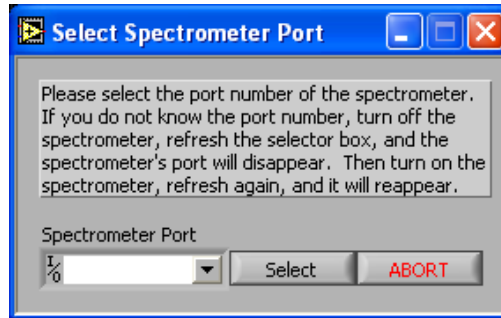 Select Spectrometer Port
Please select the port number of the spectrometer.
If you do not know the port number, turn off the
spectrometer, refresh the selector box, and the
spectrometer's port will disappear.  Then turn on the
spectrometer, refresh again, and it will reappear.
Spectrometer Port
I/O
Select
ABORT